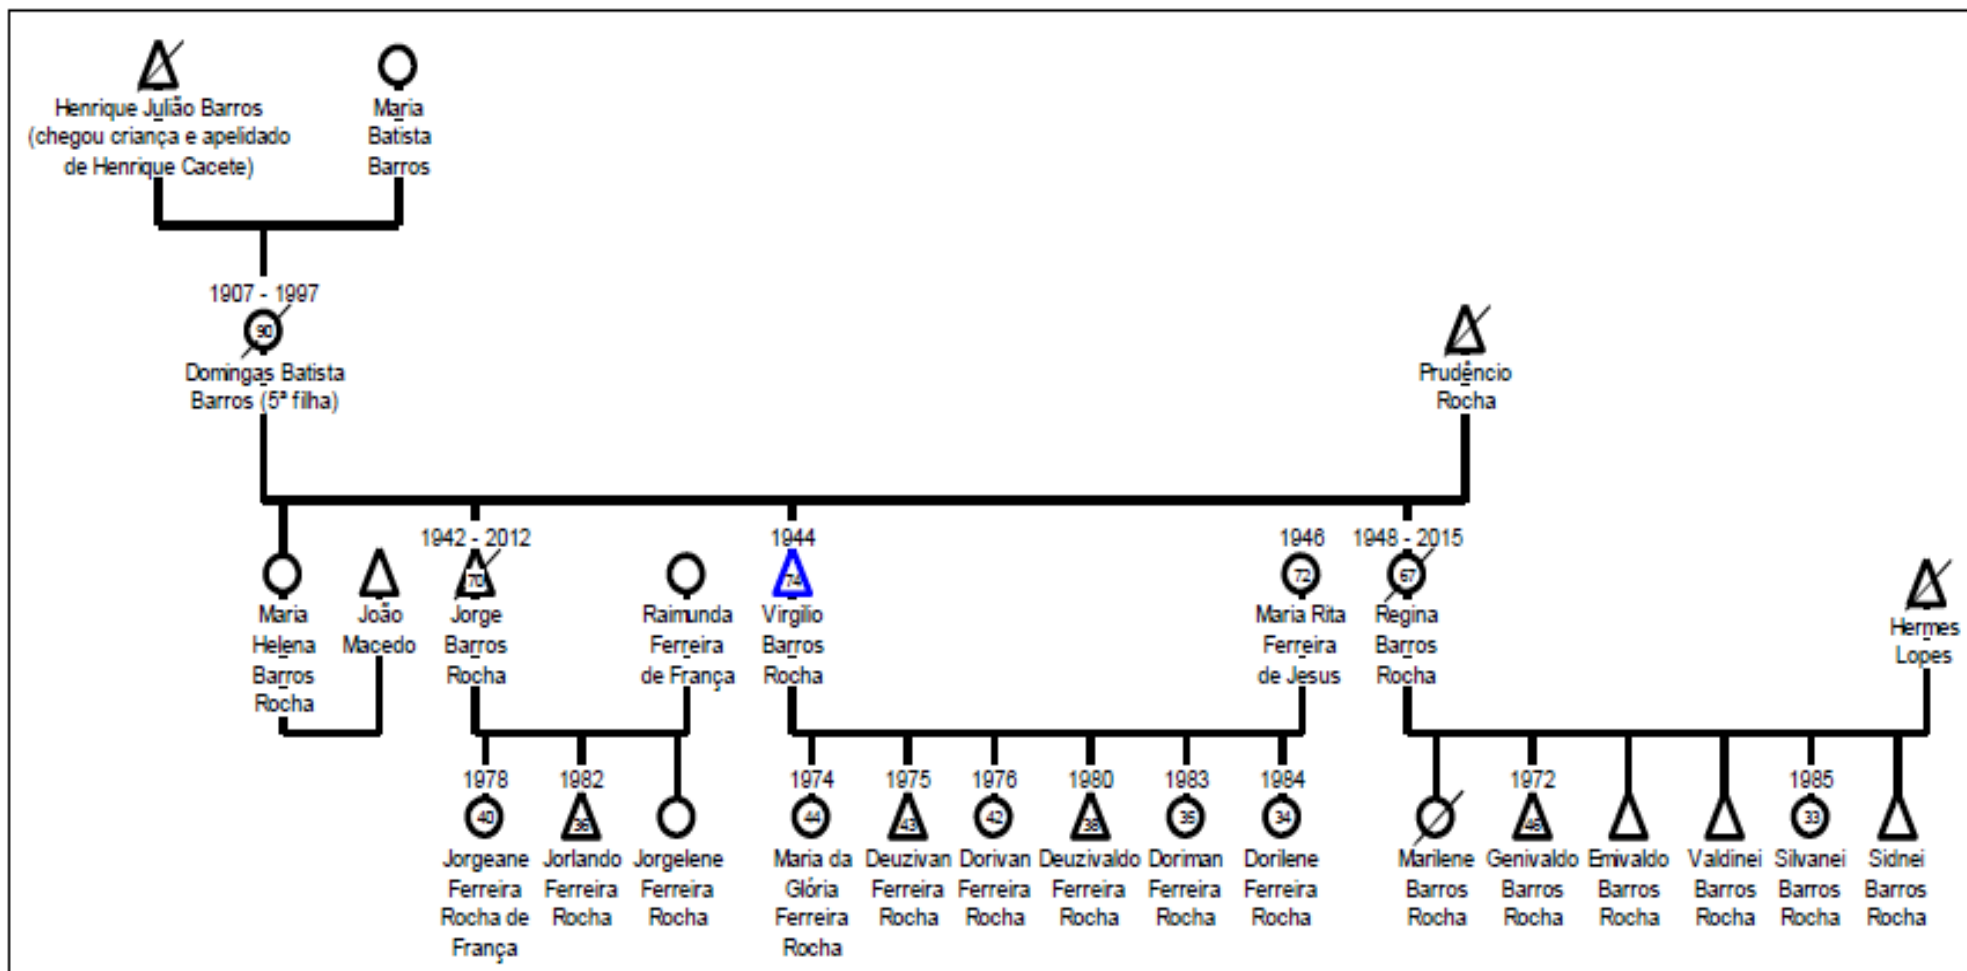 Henrique Julião Barros
(chegou criança e apelidado
de Henrique Cacete)
Maria
Batista
Barros
1907 - 1997
90
Domingas Batista
Barros (5ª filha)
Prudêncio
Rocha
Maria
Helena
Barros
Rocha
João
Macedo
1942 - 2012
70
Jorge
Barros
Rocha
Raimunda
Ferreira
de França
1944
74
Virgilio
Barros
Rocha
1946
72
Maria Rita
Ferreira
de Jesus
1948 - 2015
67
Regina
Barros
Rocha
Hermes
Lopes
1978
40
Jorgeane
Ferreira
Rocha de
França
1982
36
Jorlando
Ferreira
Rocha
Jorgelene
Ferreira
Rocha
1974
44
Maria da
Glória
Ferreira
Rocha
1975
43
Deuzivan
Ferreira
Rocha
1976
42
Dorivan
Ferreira
Rocha
1980
38
Deuzivaldo
Ferreira
Rocha
1983
35
Doriman
Ferreira
Rocha
1984
34
Dorilene
Ferreira
Rocha
Marilene
Barros
Rocha
1972
46
Genivaldo
Barros
Rocha
Emivaldo
Barros
Rocha
Valdinei
Barros
Rocha
1985
33
Silvanei
Barros
Rocha
Sidnei
Barros
Rocha